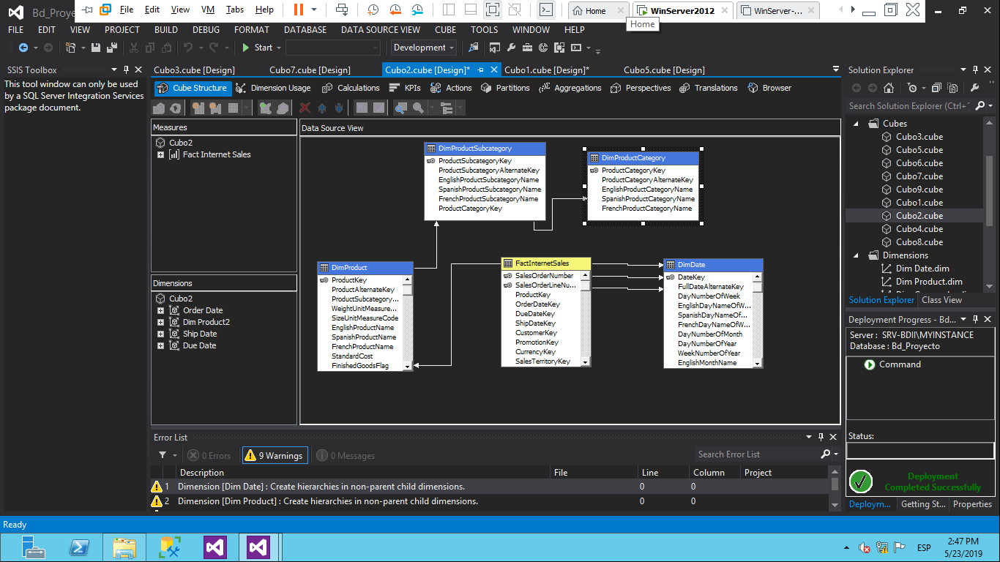 Bd_Proye
File Edit View VM Tabs Help
Home
WinServer2012
WinServer-...
Home
FILE EDIT VIEW PROJECT BUILD DEBUG FORMAT DATABASE DATA SOURCE VIEW CUBE TOOLS WINDOW HELP
Start
Development
SSIS Toolbox
This tool window can only be used
by a SQL Server Integration Services
package document.
Cubo3.cube [Design] Cubo7.cube [Design] Cubo2.cube [Design]* Cubo1.cube [Design]* Cubo5.cube [Design]
Cube Structure Dimension Usage Calculations KPIs Actions Partitions Aggregations Perspectives Translations Browser
Measures
Cubo2
Fact Internet Sales
Dimensions
Cubo2
Order Date
Dim Product2
Ship Date
Due Date
Data Source View
DimProductSubcategory
ProductSubcategoryKey
ProductSubcategoryAlternateKey
EnglishProductSubcategoryName
SpanishProductSubcategoryName
FrenchProductSubcategoryName
ProductCategoryKey
DimProductCategory
ProductCategoryKey
ProductCategoryAlternateKey
EnglishProductCategoryName
SpanishProductCategoryName
FrenchProductCategoryName
DimProduct
ProductKey
ProductAlternateKey
ProductSubcategory...
WeightUnitMeasure...
SizeUnitMeasureCode
EnglishProductName
SpanishProductName
FrenchProductName
StandardCost
FinishedGoodsFlag
FactInternetSales
SalesOrderNumber
SalesOrderLineNu...
ProductKey
OrderDateKey
DueDateKey
ShipDateKey
CustomerKey
PromotionKey
CurrencyKey
SalesTerritoryKey
DimDate
DateKey
FullDateAlternateKey
DayNumberOfWeek
EnglishDayNameOfW...
SpanishDayNameOf...
FrenchDayNameOfW...
DayNumberOfMonth
DayNumberOfYear
WeekNumberOfYear
EnglishMonthName
Solution Explorer
Search Solution Explorer (Ctrl+
Cubes
Cubo3.cube
Cubo5.cube
Cubo6.cube
Cubo7.cube
Cubo9.cube
Cubo1.cube
Cubo2.cube
Cubo4.cube
Cubo8.cube
Dimensions
Dim Date.dim
Dim Product.dim
Solution Explorer Class View
Deployment Progress - Bd...
Server : SRV-BDII\MYINSTANCE
Database : Bd_Proyecto
Command
Status:
Deployment
Completed Successfully
Deploym... Getting St... Properties
Error List
0 Errors 9 Warnings 0 Messages
Search Error List
Description File Line Column Project
1 Dimension [Dim Date] : Create hierarchies in non-parent child dimensions. 0 0
2 Dimension [Dim Product] : Create hierarchies in non-parent child dimensions. 0 0
Ready
ESP
2:47 PM
5/23/2019